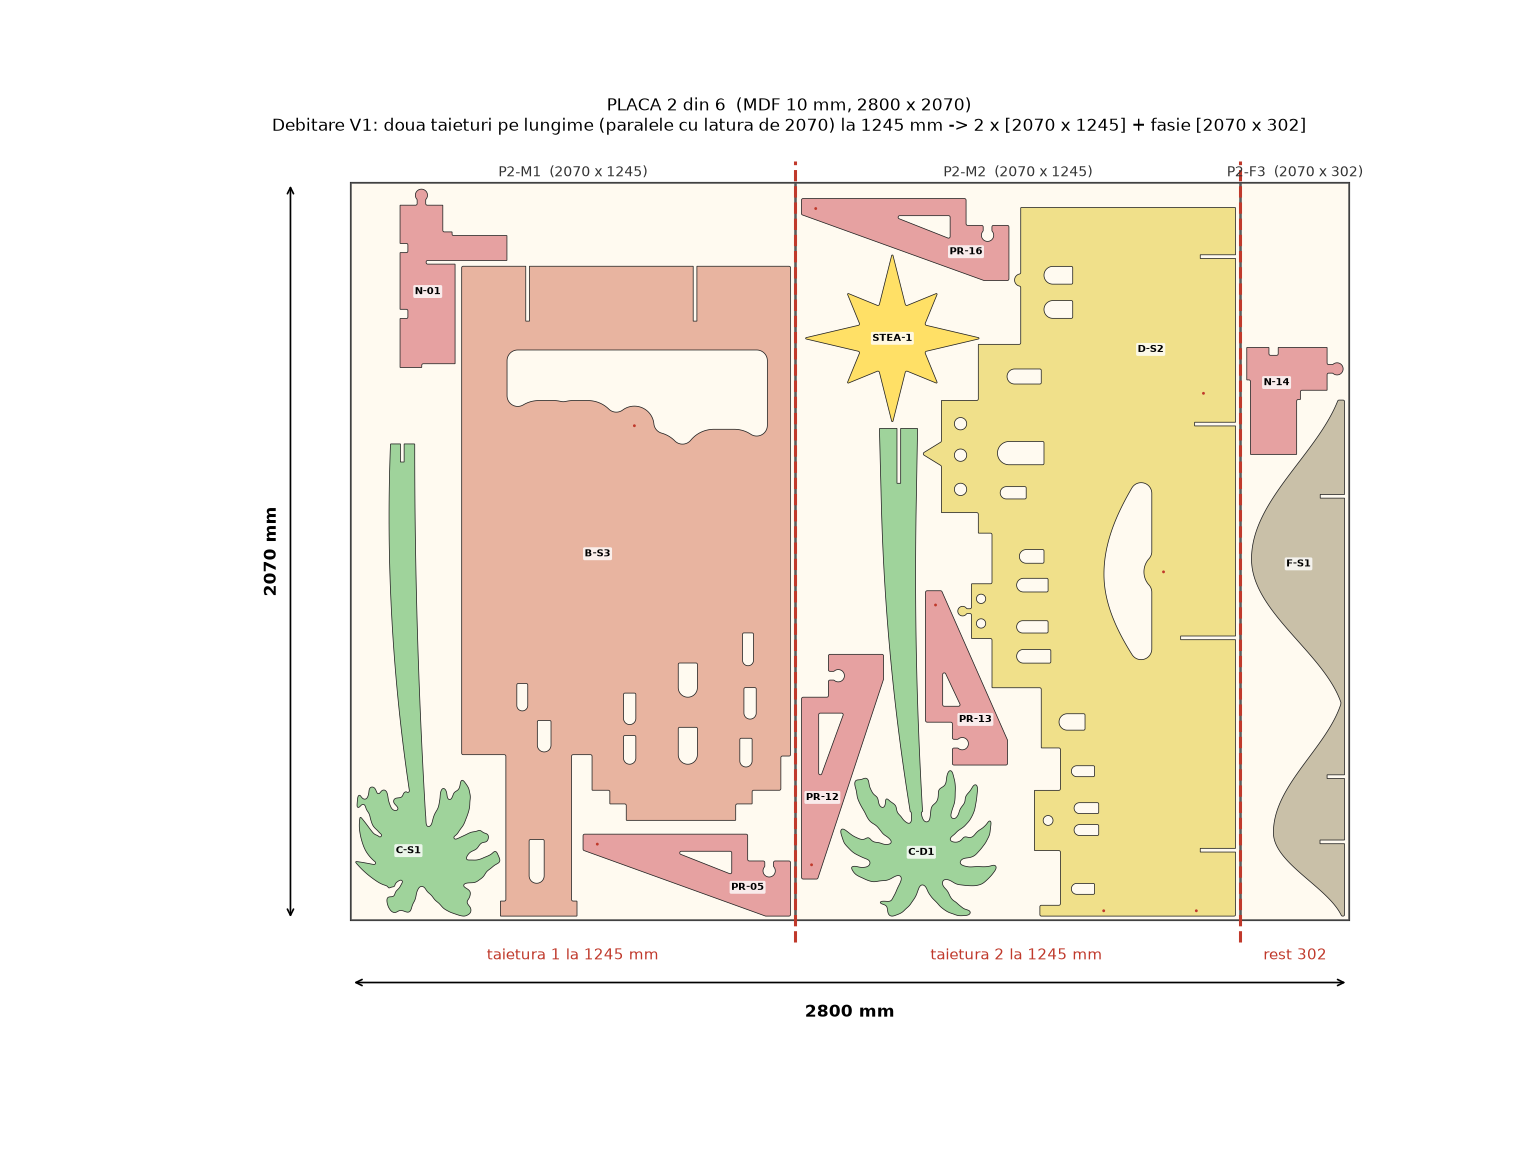 PLACA 2 din 6  (MDF 10 mm, 2800 x 2070)
Debitare V1: doua taieturi pe lungime (paralele cu latura de 2070) la 1245 mm -> 2 x [2070 x 1245] + fasie [2070 x 302]
P2-M1  (2070 x 1245)
P2-M2  (2070 x 1245)
P2-F3  (2070 x 302)
PR-16
N-01
STEA-1
D-S2
N-14
2070 mm
B-S3
F-S1
PR-13
PR-12
C-S1
C-D1
PR-05
taietura 1 la 1245 mm
taietura 2 la 1245 mm
rest 302
2800 mm